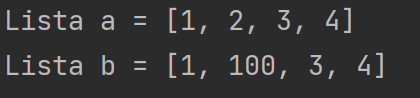 Lista a = [1, 2, 3, 4]
Lista b = [1, 100, 3, 4]